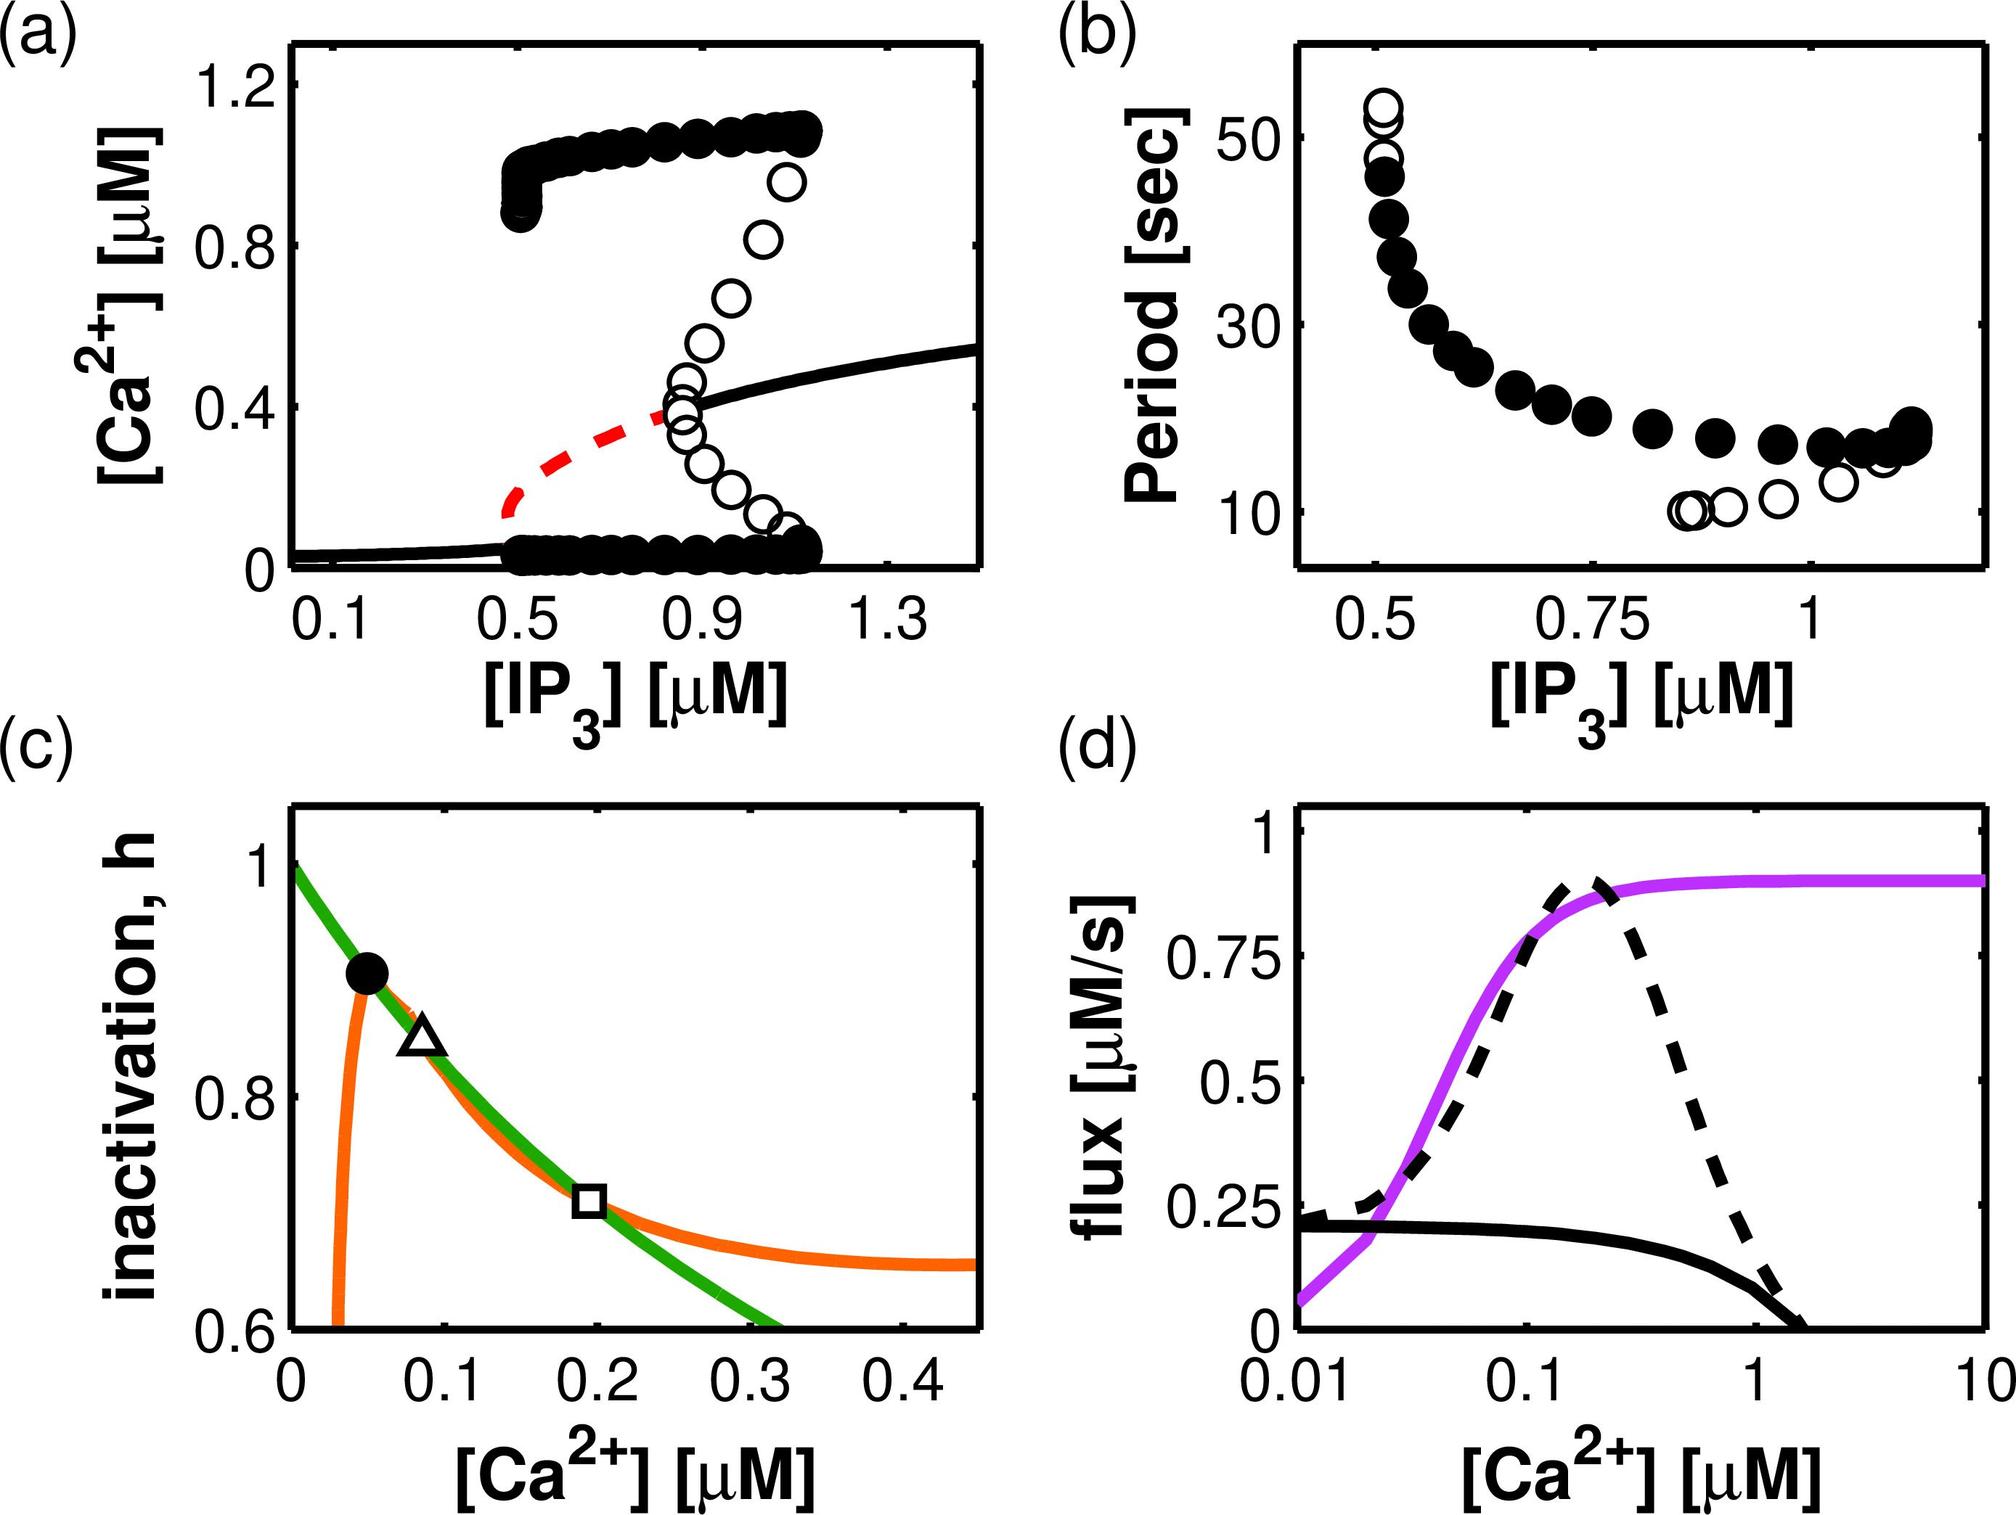 (a)
1.2
0.8
0.4
0
[Ca2+] [μM]
0.1 0.5 0.9 1.3
[IP3] [μM]
(b)
50
30
10
Period [sec]
0.5 0.75 1
[IP3] [μM]
(c)
1
0.8
0.6
inactivation, h
0 0.1 0.2 0.3 0.4
[Ca2+] [μM]
(d)
1
0.75
0.5
0.25
0
flux [μM/s]
0.01 0.1 1 10
[Ca2+] [μM]